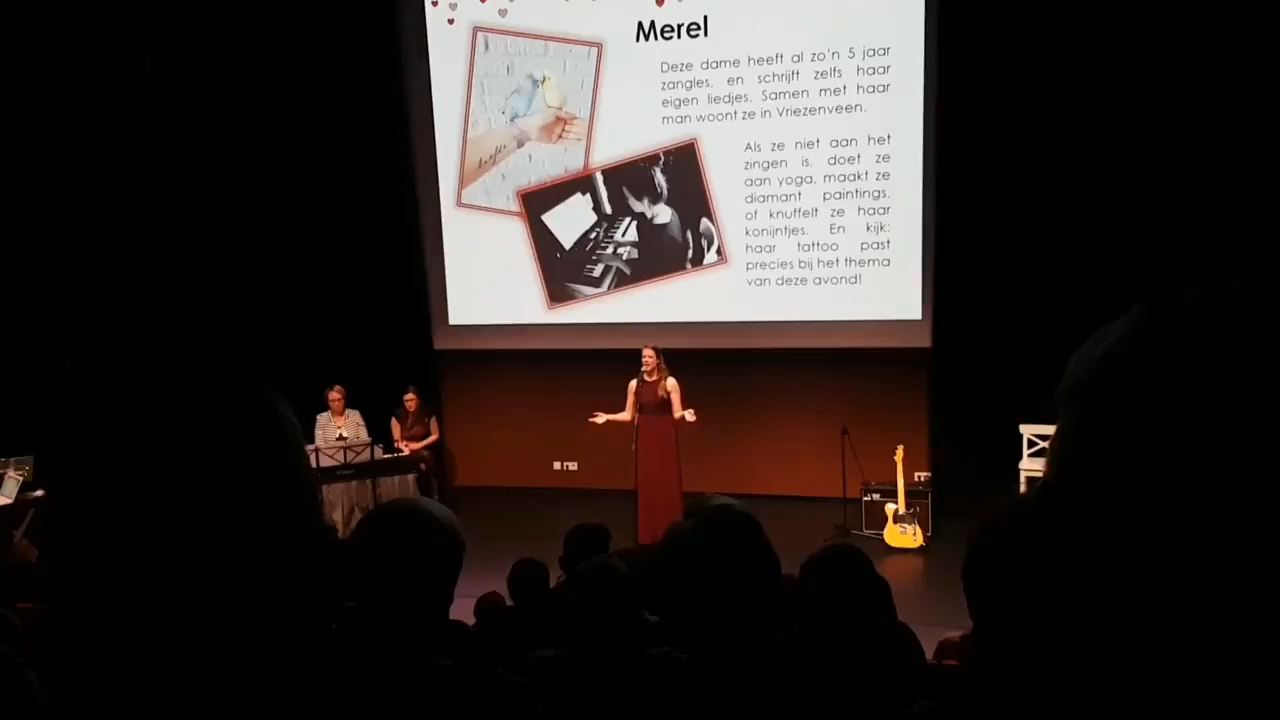 Merel
Deze dame heeft al zo'n 5 jaar
zangles, en schrijft zelfs haar
eigen liedjes. Samen met haar
man woont ze in Vriezenveen.
Als ze niet aan het
zingen is, doet ze
aan yoga, maakt ze
diamant paintings,
of knuffelt ze haar
konijntjes. En kijk:
haar tattoo past
precies bij het thema
van deze avond!
liefde